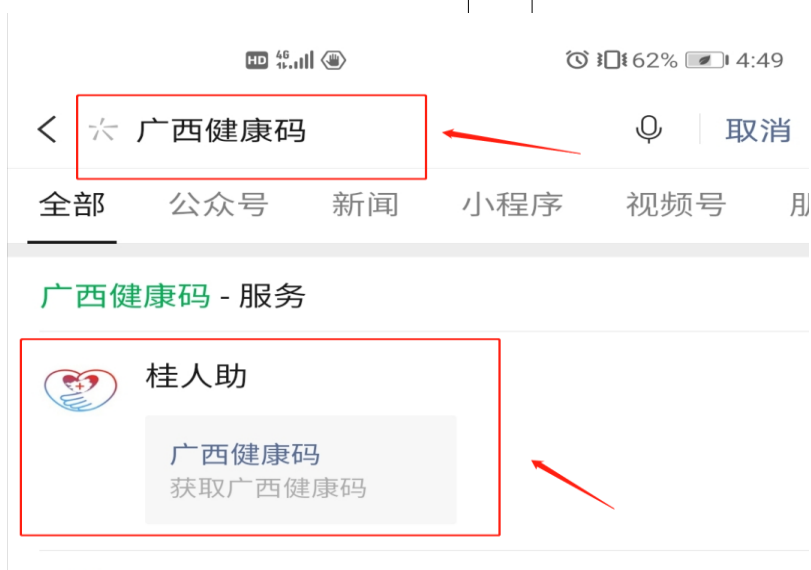 HD 4G 62% 4:49
广西健康码 取消
全部 公众号 新闻 小程序 视频号
广西健康码 - 服务
桂人助
广西健康码
获取广西健康码